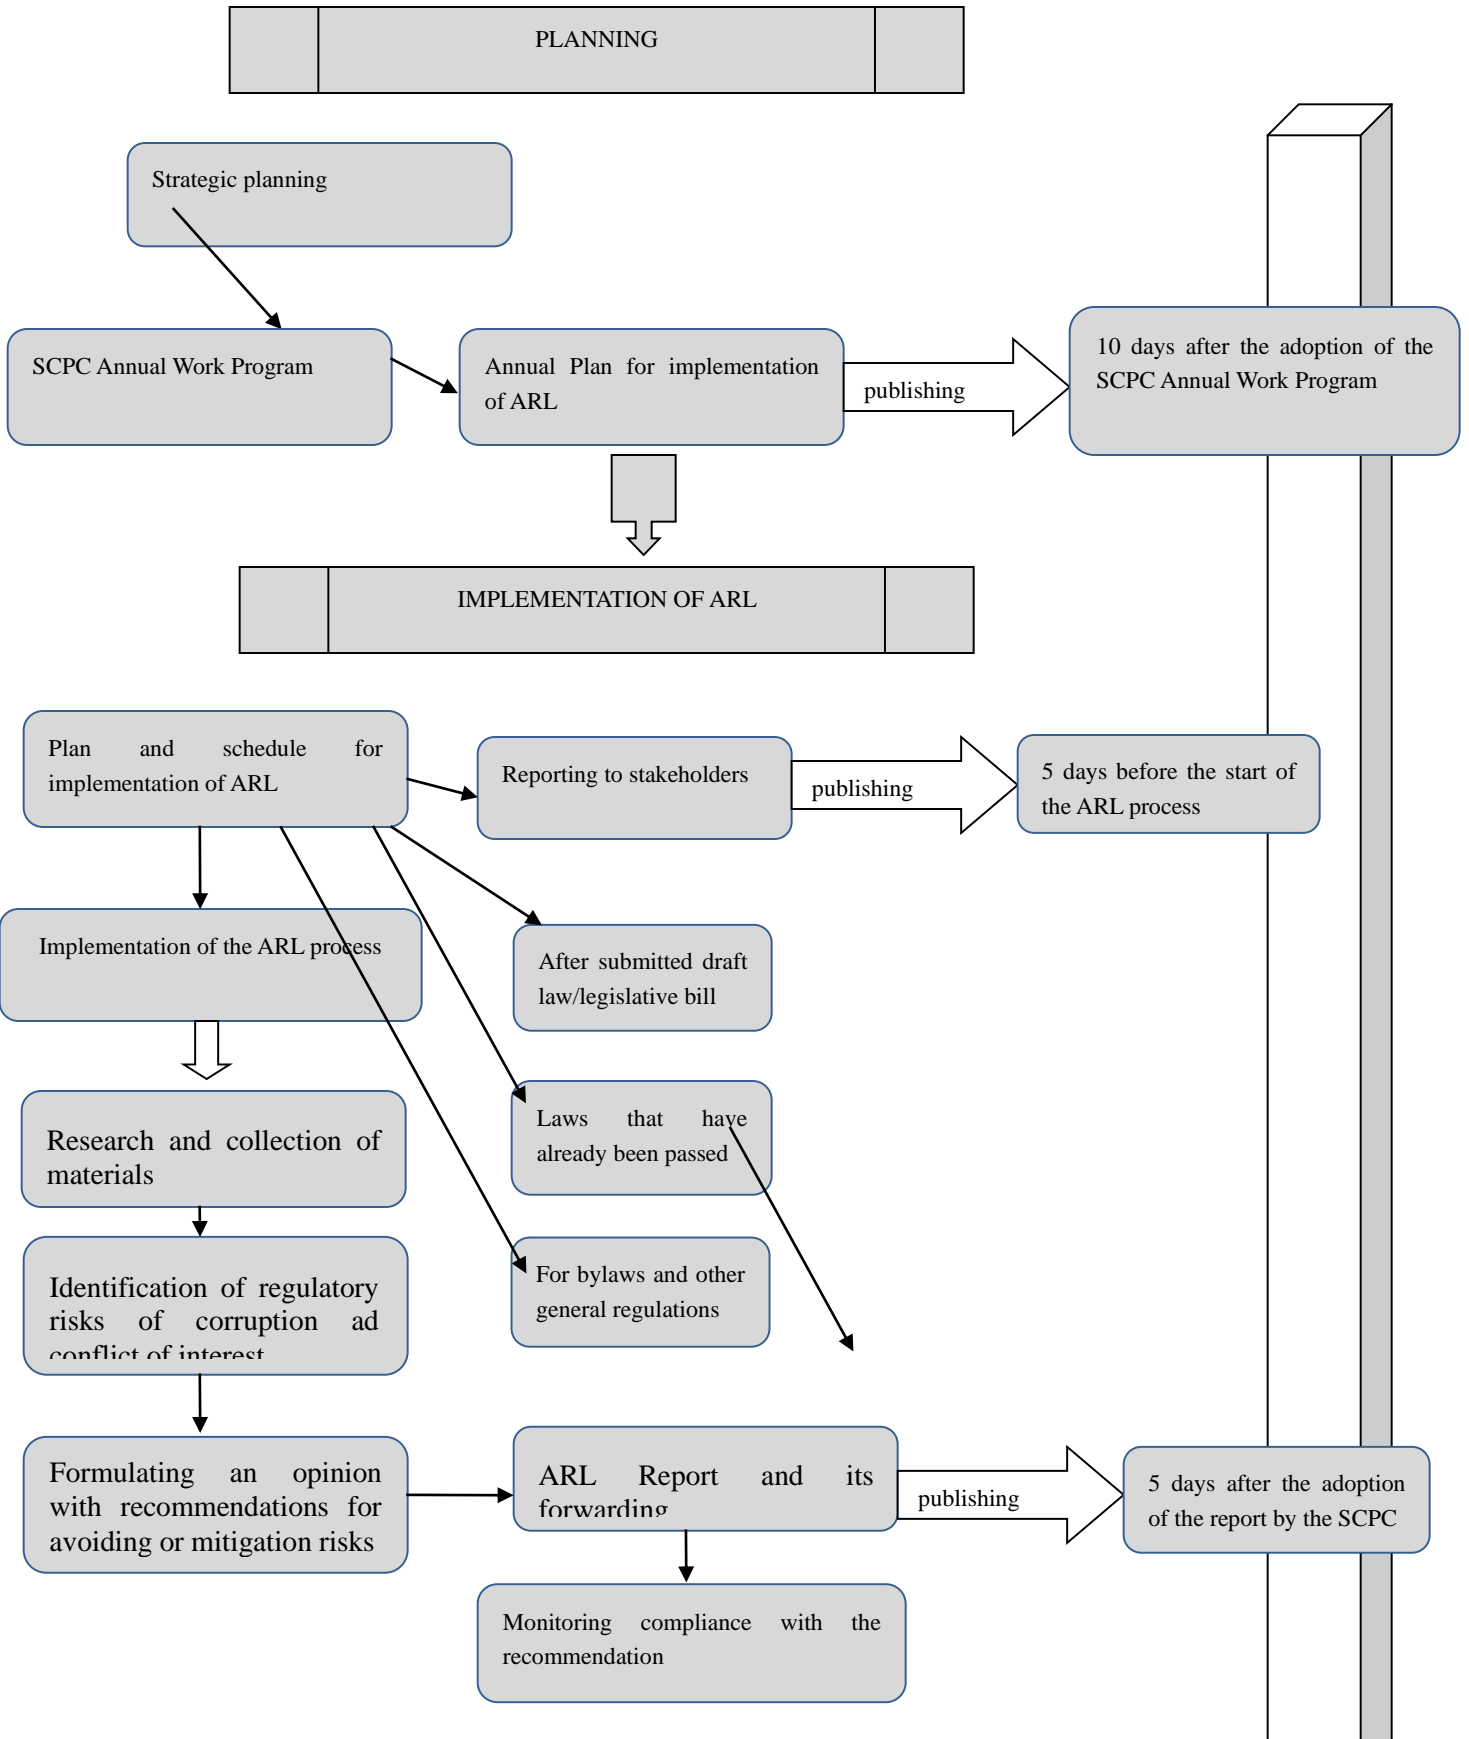 PLANNING
Strategic planning
SCPC Annual Work Program
Annual Plan for implementation
of ARL
publishing
10 days after the adoption of the
SCPC Annual Work Program
IMPLEMENTATION OF ARL
Plan and schedule for
implementation of ARL
Reporting to stakeholders
publishing
5 days before the start of
the ARL process
Implementation of the ARL process
After submitted draft
law/legislative bill
Research and collection of
materials
Laws that have
already been passed
Identification of regulatory
risks of corruption ad
conflict of interest
For bylaws and other
general regulations
Formulating an opinion
with recommendations for
avoiding or mitigation risks
ARL Report and its
forwarding
publishing
5 days after the adoption
of the report by the SCPC
Monitoring compliance with the
recommendation